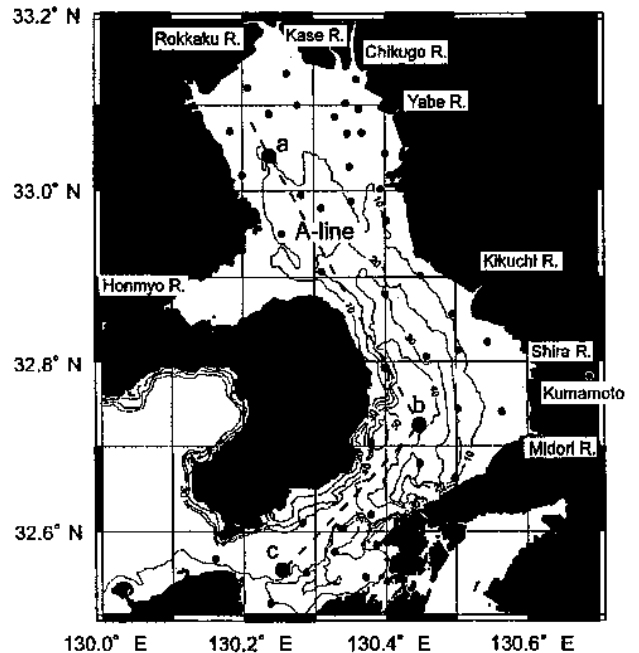 33.2° N
Rokkaku R.
Kase R.
Chikugo R.
Yabe R.
a
33.0° N
A-line
Kikuchi R.
Honmyo R.
32.8° N
Shira R.
b
Kumamoto
Midori R.
32.6° N
c
130.0° E
130.2° E
130.4° E
130.6° E